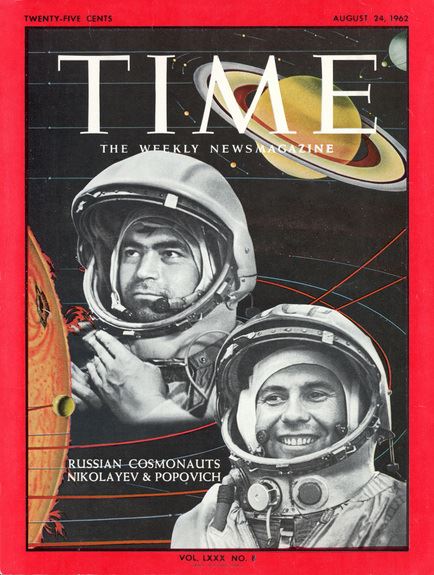 TWENTY-FIVE CENTS
AUGUST 24, 1962
TIME
THE WEEKLY NEWSMAGAZINE
RUSSIAN COSMONAUTS
NIKOLAYEV & POPOVICH
VOL. LXXX NO. 8